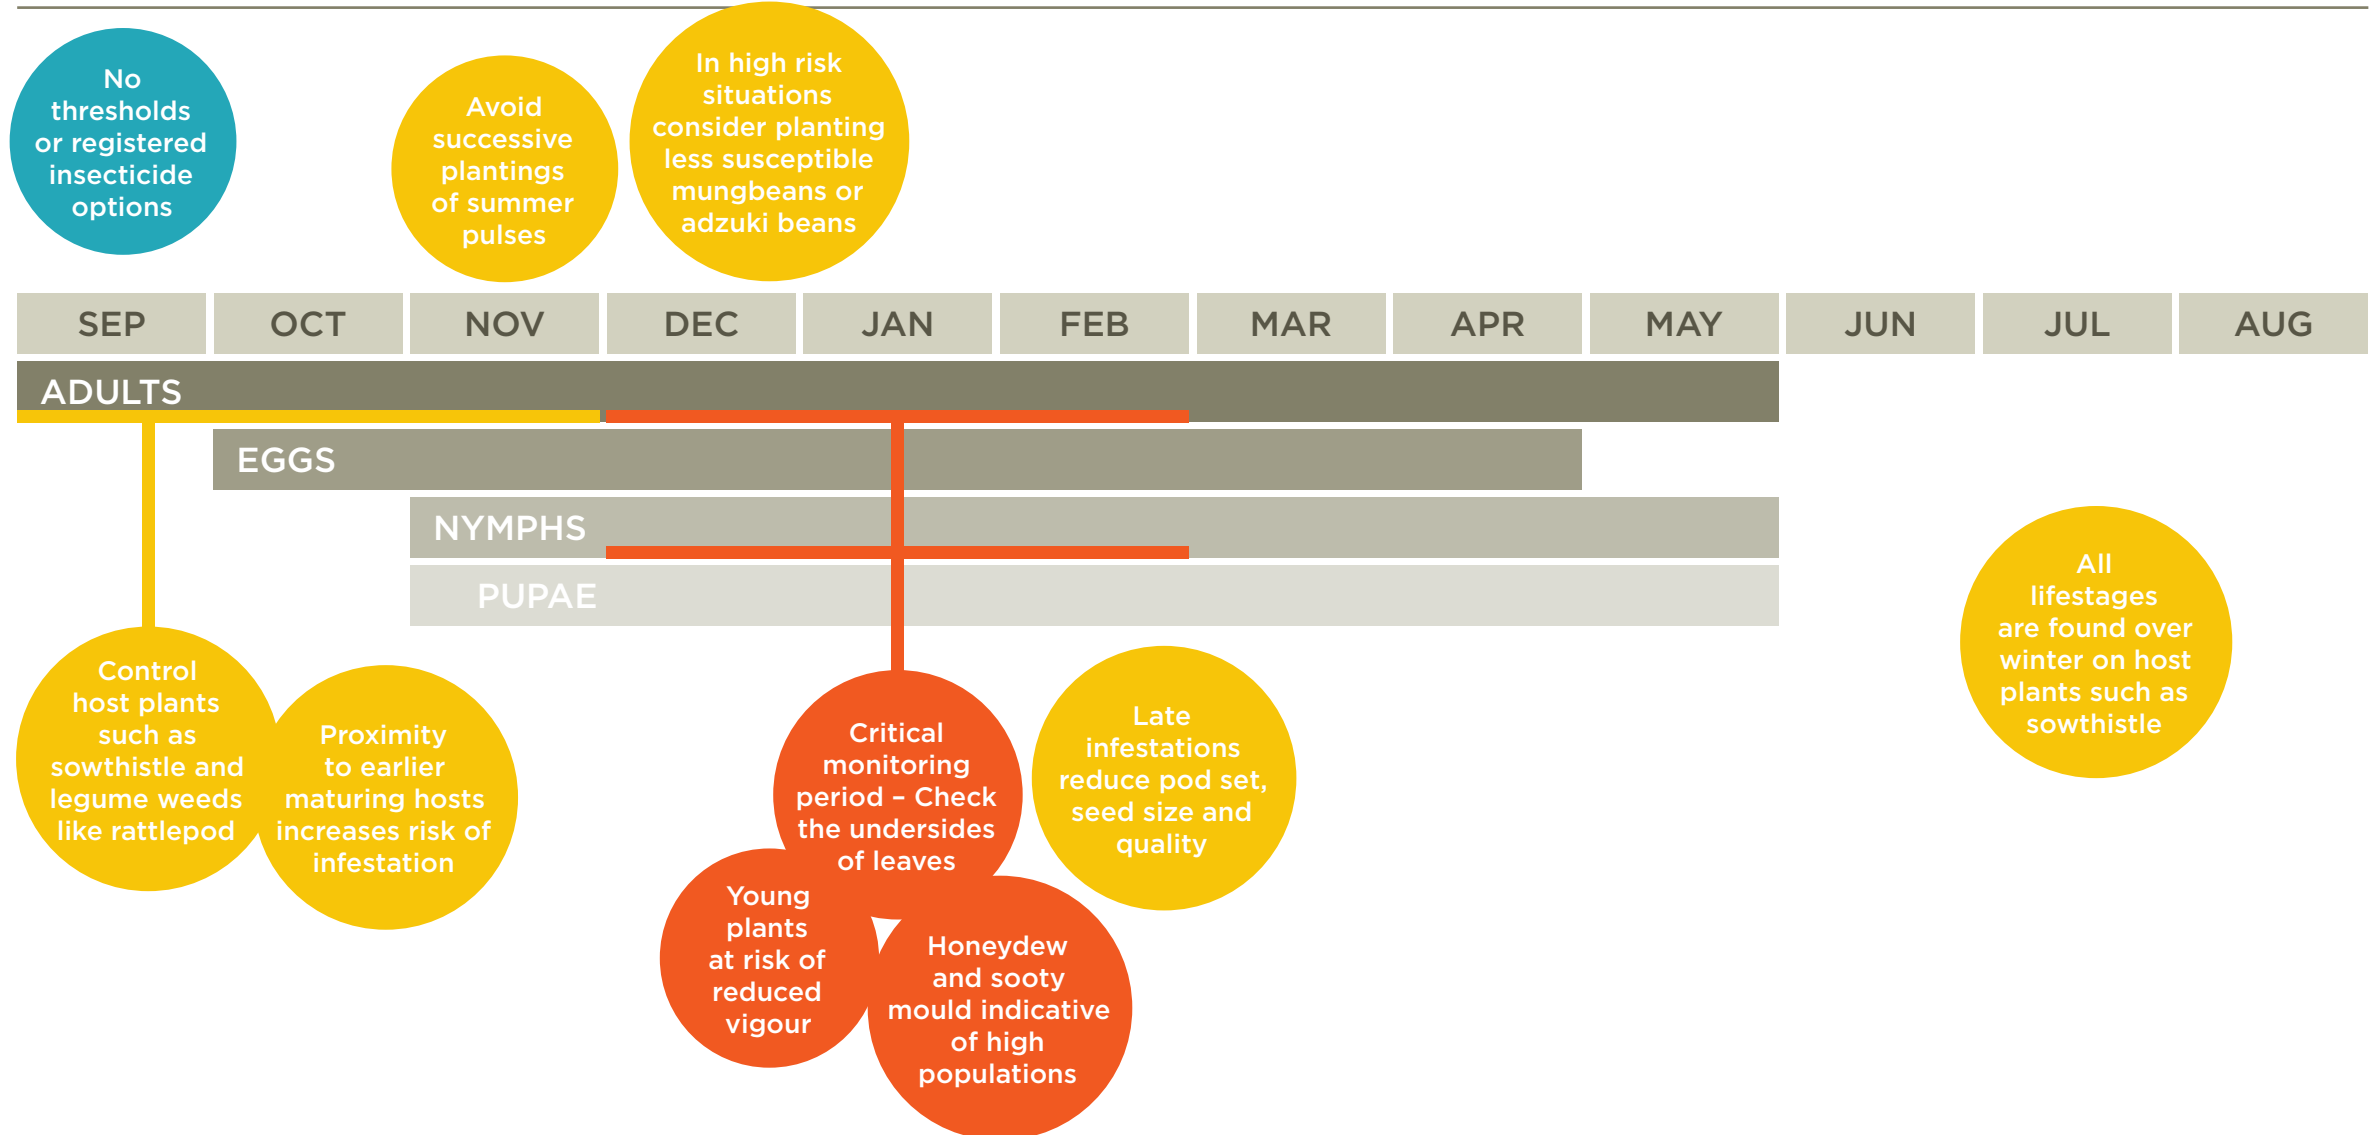 No
thresholds
or registered
insecticide
options
Avoid
successive
plantings
of summer
pulses
In high risk
situations
consider planting
less susceptible
mungbeans or
adzuki beans
SEP OCT NOV DEC JAN FEB MAR APR MAY JUN JUL AUG
ADULTS
EGGS
NYMPHS
PUPAE
Control
host plants
such as
sowthistle and
legume weeds
like rattlepod
Proximity
to earlier
maturing hosts
increases risk of
infestation
Critical
monitoring
period – Check
the undersides
of leaves
Young
plants
at risk of
reduced
vigour
Honeydew
and sooty
mould indicative
of high
populations
Late
infestations
reduce pod set,
seed size and
quality
All
lifestages
are found over
winter on host
plants such as
sowthistle